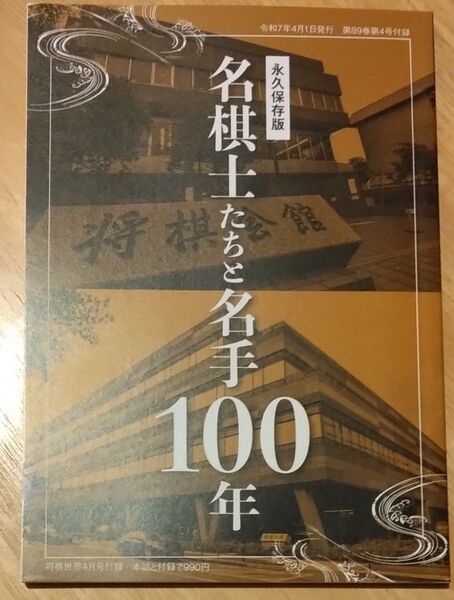 令和7年4月1日発行　第89巻第4号付録
永久保存版
名棋士たちと名手
100
年
将棋会館
将棋世界4月号付録　本誌と付録で990円